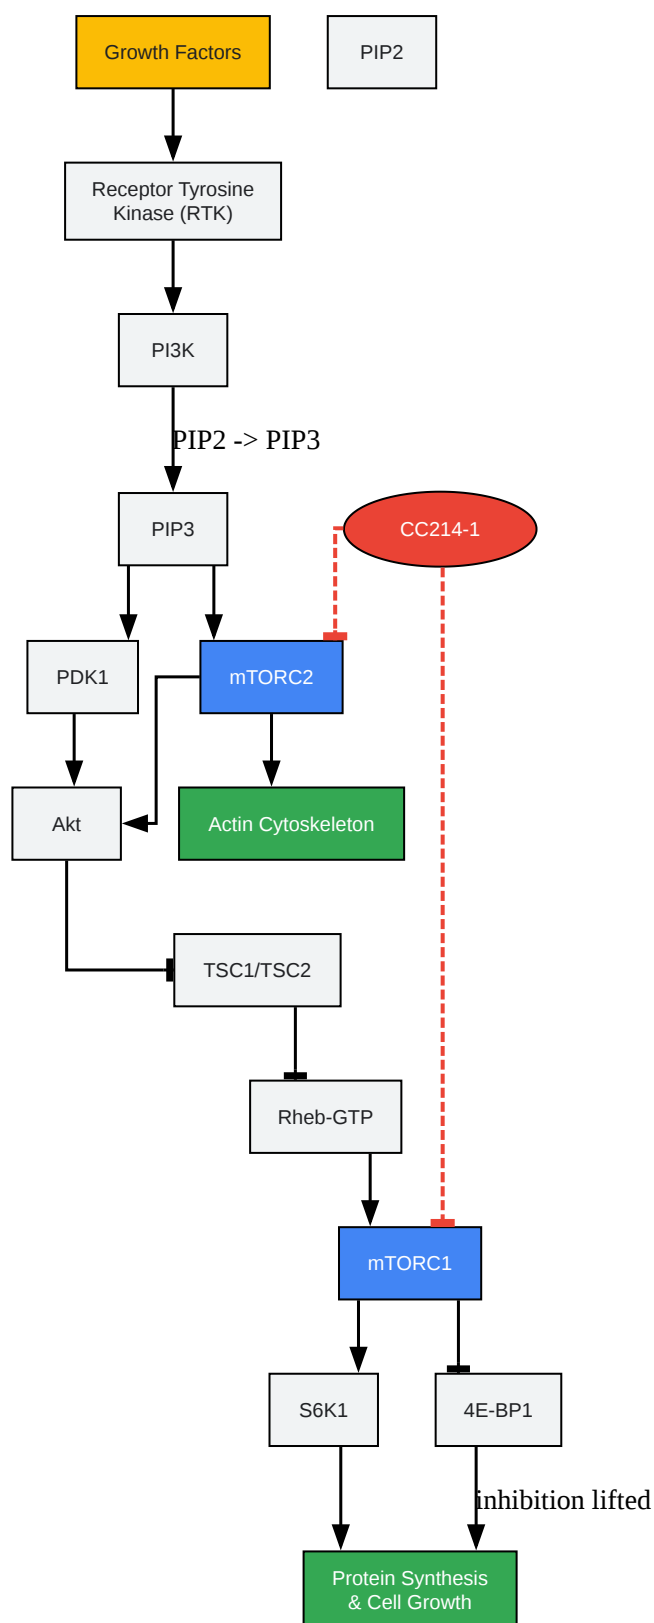 Growth Factors
PIP2
Receptor Tyrosine
Kinase (RTK)
PI3K
PIP2 -> PIP3
PIP3
CC214-1
PDK1
mTORC2
Akt
Actin Cytoskeleton
TSC1/TSC2
Rheb-GTP
mTORC1
S6K1
4E-BP1
inhibition lifted
Protein Synthesis
& Cell Growth